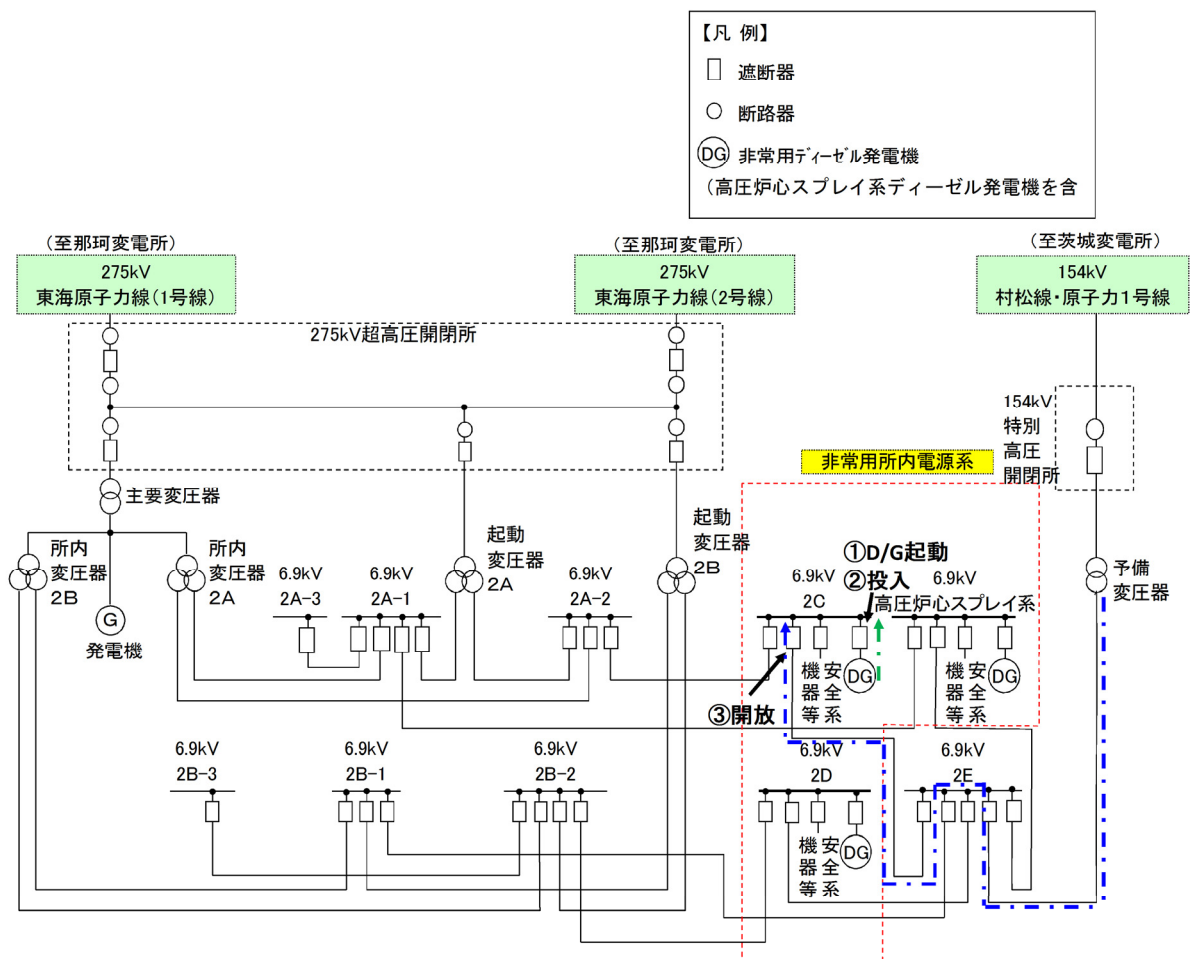 【凡 例】
遮断器
断路器
DG 非常用ディーゼル発電機
（高圧炉心スプレイ系ディーゼル発電機を含
（至那珂変電所）
275kV
東海原子力線（1号線）
（至那珂変電所）
275kV
東海原子力線（2号線）
（至茨城変電所）
154kV
村松線・原子力１号線
275kV超高圧開閉所
154kV
特別
高圧
開閉所
非常用所内電源系
主要変圧器
所内
変圧器
2B
所内
変圧器
2A
G
発電機
起動
変圧器
2A
起動
変圧器
2B
予備
変圧器
6.9kV
2A-3
6.9kV
2A-1
6.9kV
2A-2
①D/G起動
②投入
6.9kV
2C
6.9kV
高圧炉心スプレイ系
安全系
機器等
DG
安全系
機器等
DG
③開放
6.9kV
2B-3
6.9kV
2B-1
6.9kV
2B-2
6.9kV
2D
6.9kV
2E
安全系
機器等
DG